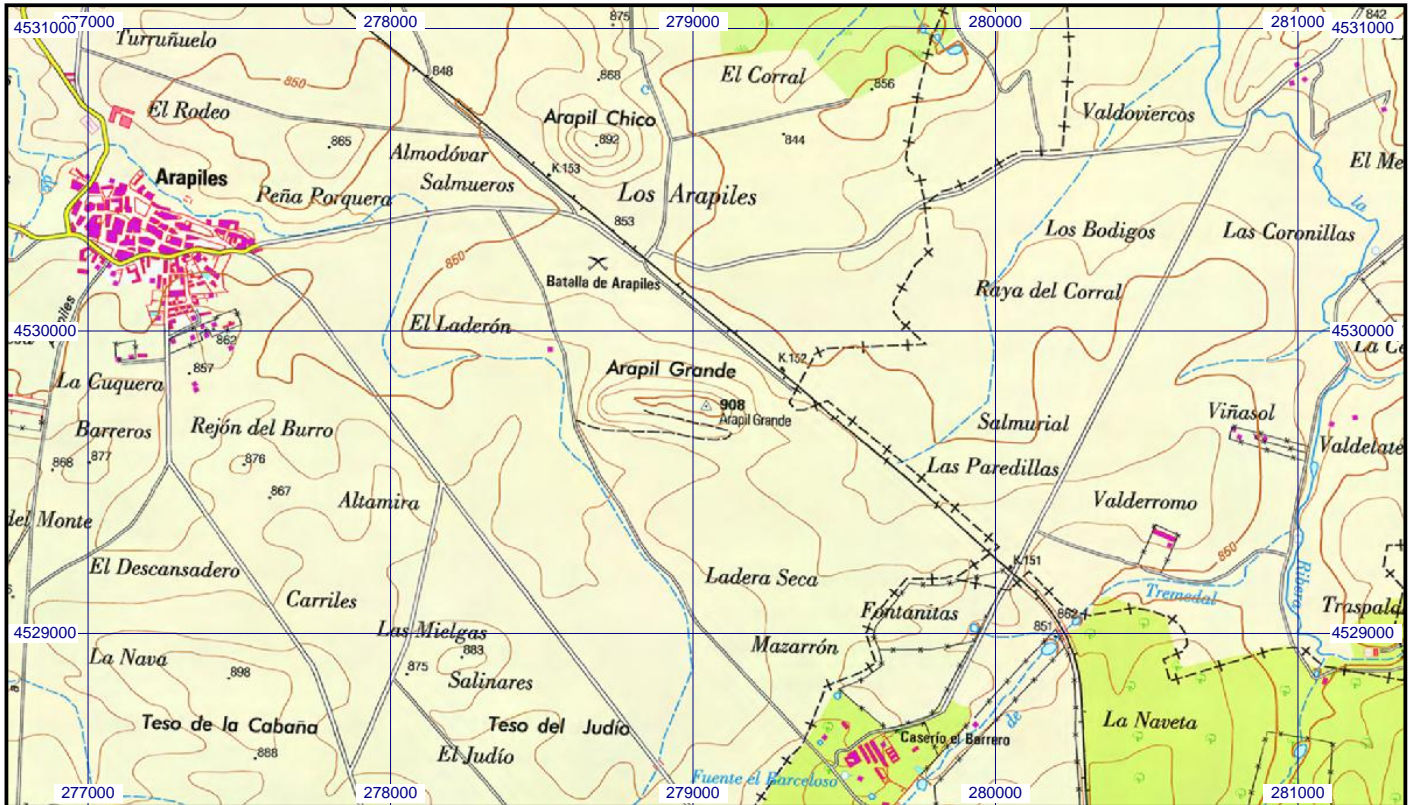 277000
278000
279000
280000
281000
4531000
4531000
875
842
Turruñuelo
848
850
868
El Corral
856
El Rodeo
Arapil Chico
Valdoviercos
865
892
844
Almodóvar
K.153
El Me
Arapiles
Salmueros
Peña Porquera
Los Arapiles
la
853
Los Bodigos
Las Coronillas
850
Batalla de Arapiles
Raya del Corral
El Laderón
4530000
4530000
862
K.152
La Ce
857
Arapil Grande
La Cuquera
908
Arapil Grande
Viñasol
Barreros
Rejón del Burro
Salmurial
Valdetaté
868
877
876
Las Paredillas
867
Altamira
Valderromo
del Monte
850
K.151
El Descansadero
Ladera Seca
Tremedal
Ribera
Carriles
Fontanitas
Traspald
862
851
Las Mielgas
4529000
4529000
La Nava
883
Mazarrón
898
875
Salinares
Teso de la Cabaña
Teso del Judío
de
La Naveta
Caserío el Barrero
888
El Judío
Fuente el Barceloso
277000
278000
279000
280000
281000